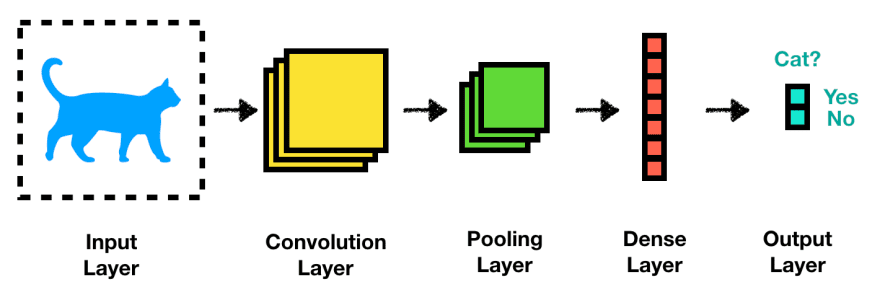 Cat?
Yes
No
Input
Layer
Convolution
Layer
Pooling
Layer
Dense
Layer
Output
Layer